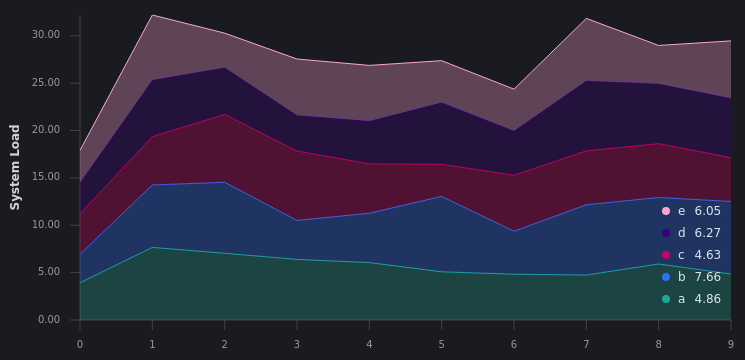 System Load
30.00
25.00
20.00
15.00
10.00
5.00
0.00
0 1 2 3 4 5 6 7 8 9
e 6.05
d 6.27
c 4.63
b 7.66
a 4.86